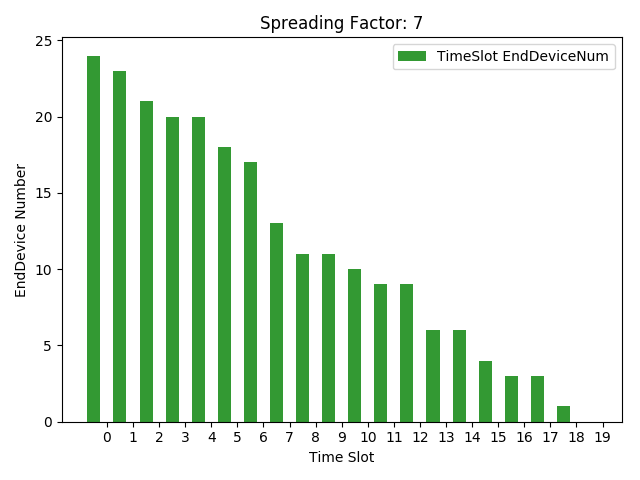 Spreading Factor: 7
TimeSlot EndDeviceNum
25
20
15
10
5
0
EndDevice Number
0 1 2 3 4 5 6 7 8 9 10 11 12 13 14 15 16 17 18 19
Time Slot